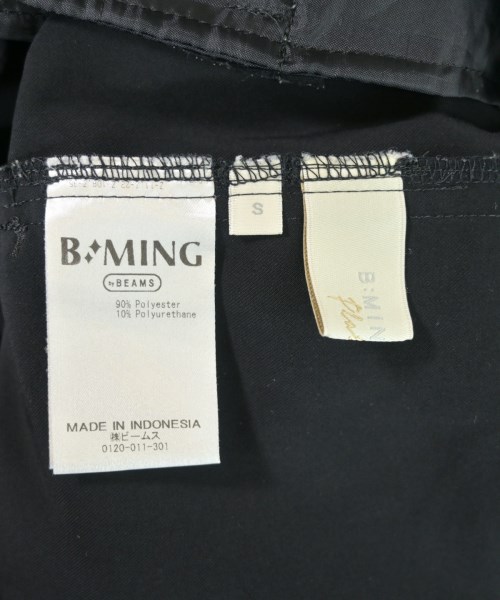 B:MING
by BEAMS
90% Polyester
10% Polyurethane
MADE IN INDONESIA
㈱ビームス
0120-011-301
S
B:MIN